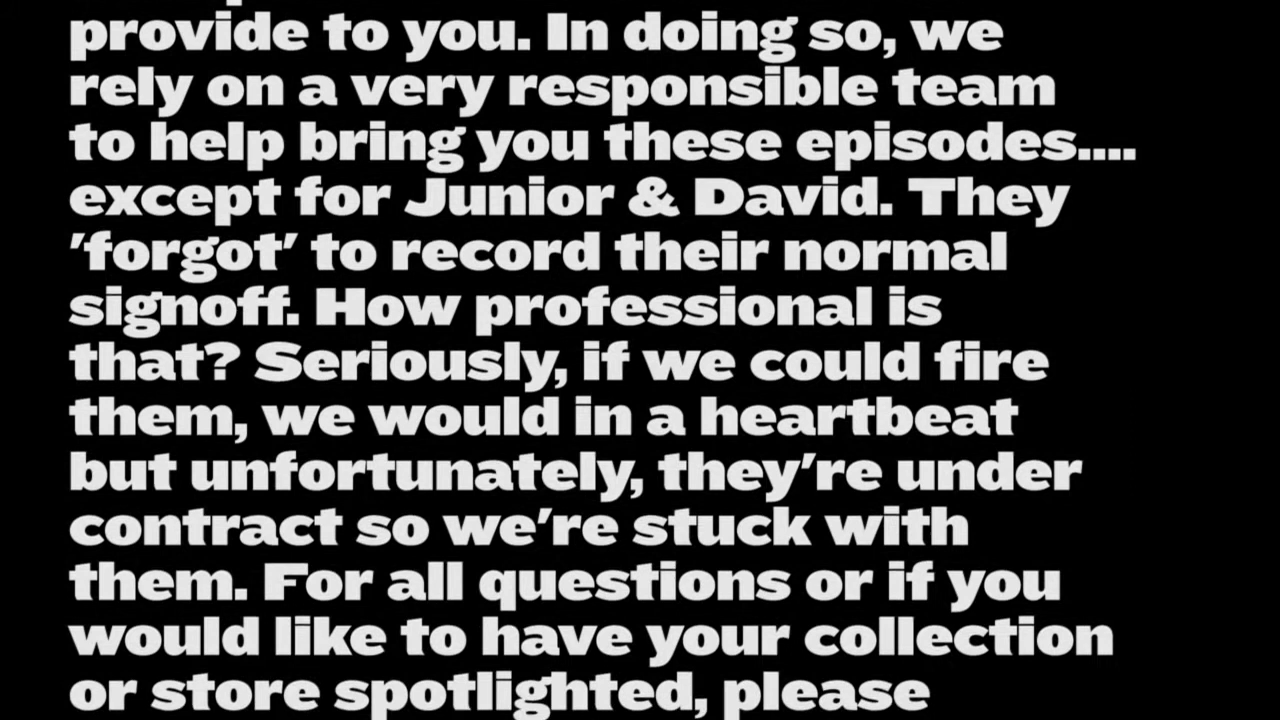 provide to you. In doing so, we
rely on a very responsible team
to help bring you these episodes....
except for Junior & David. They
'forgot' to record their normal
signoff. How professional is
that? Seriously, if we could fire
them, we would in a heartbeat
but unfortunately, they're under
contract so we're stuck with
them. For all questions or if you
would like to have your collection
or store spotlighted, please